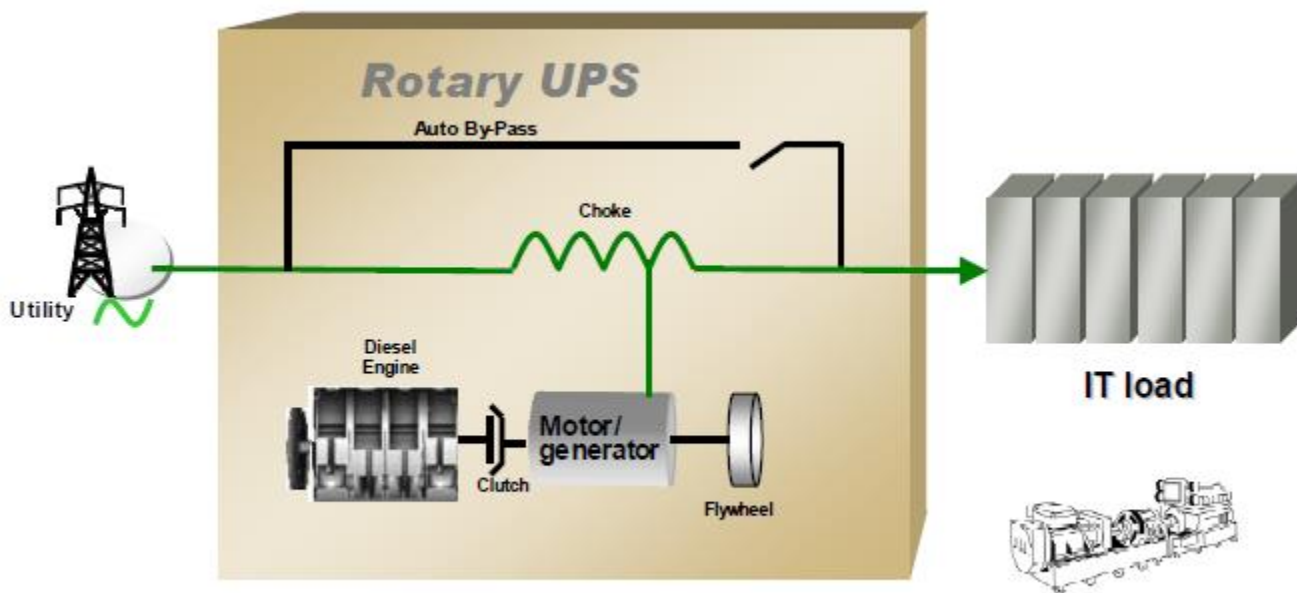 Rotary UPS
Auto By-Pass
Choke
Utility
Diesel
Engine
Motor/
generator
Clutch
Flywheel
IT load